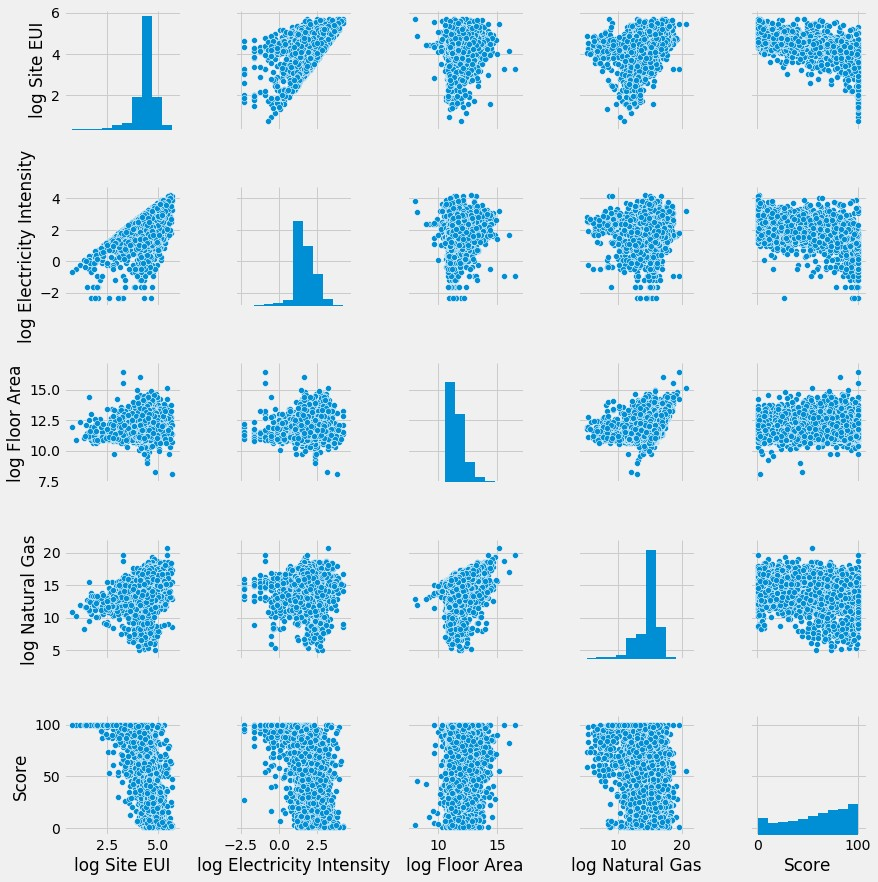 6
4
2
log Site EUI
4
2
0
−2
log Electricity Intensity
15.0
12.5
10.0
7.5
log Floor Area
20
15
10
5
log Natural Gas
100
50
0
Score
2.5 5.0 −2.5 0.0 2.5 10 15 10 20 0 100
log Site EUI log Electricity Intensity log Floor Area log Natural Gas Score